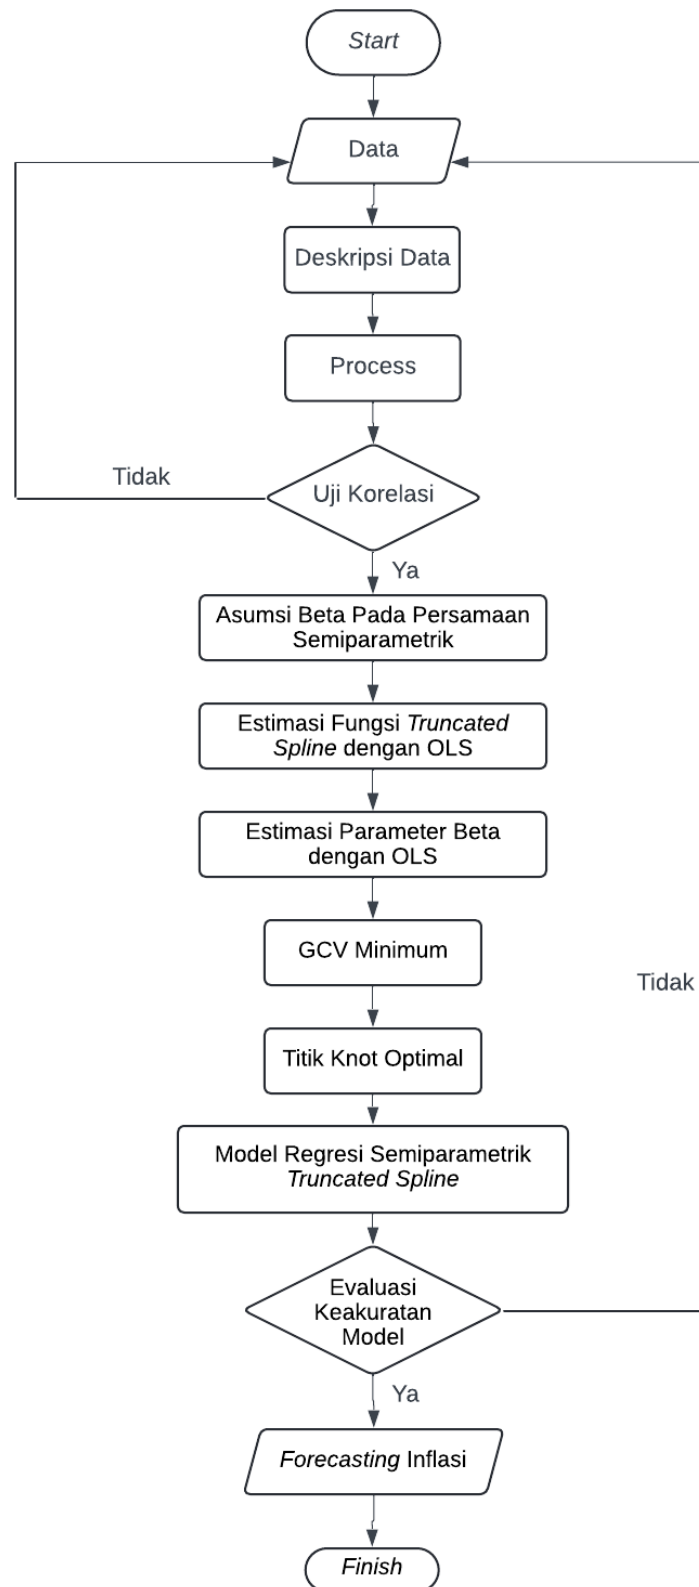 Start
Data
Deskripsi Data
Process
Uji Korelasi
Tidak
Ya
Asumsi Beta Pada Persamaan
Semiparametrik
Estimasi Fungsi Truncated
Spline dengan OLS
Estimasi Parameter Beta
dengan OLS
GCV Minimum
Tidak
Titik Knot Optimal
Model Regresi Semiparametrik
Truncated Spline
Evaluasi
Keakuratan
Model
Ya
Forecasting Inflasi
Finish